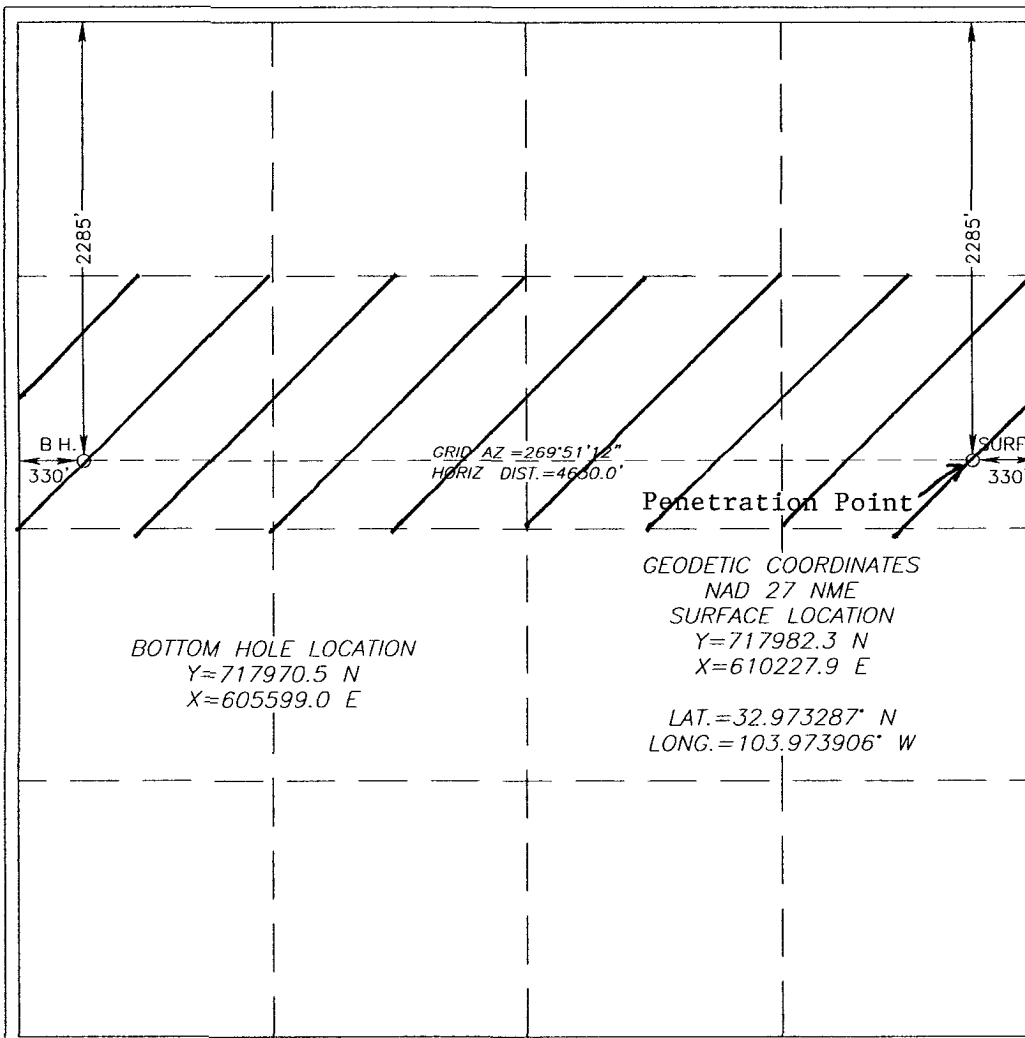 2285'
2285'
B.H.
330'
GRID AZ.=269°51'12"
HORIZ DIST.=4630.0'
SURF
330'
Penetration Point
GEODETIC COORDINATES
NAD 27 NME
SURFACE LOCATION
Y=717982.3 N
X=610227.9 E
LAT.=32.973287° N
LONG.=103.973906° W
BOTTOM HOLE LOCATION
Y=717970.5 N
X=605599.0 E